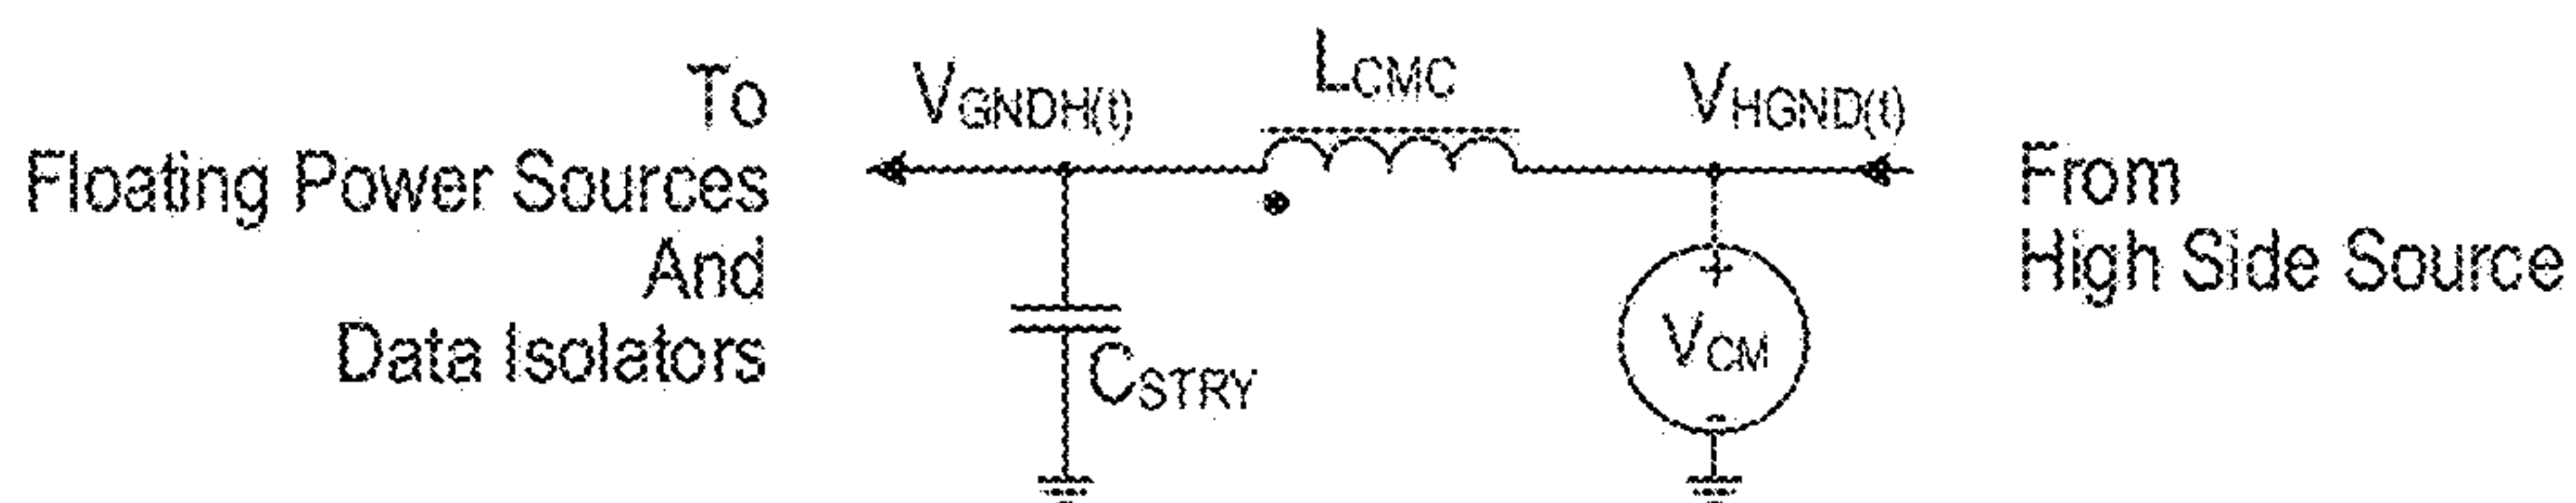 To
Floating Power Sources
And
Data Isolators
VGNDH(t)
LCMC
VHGND(t)
From
High Side Source
CSTRY
+
VCM
-